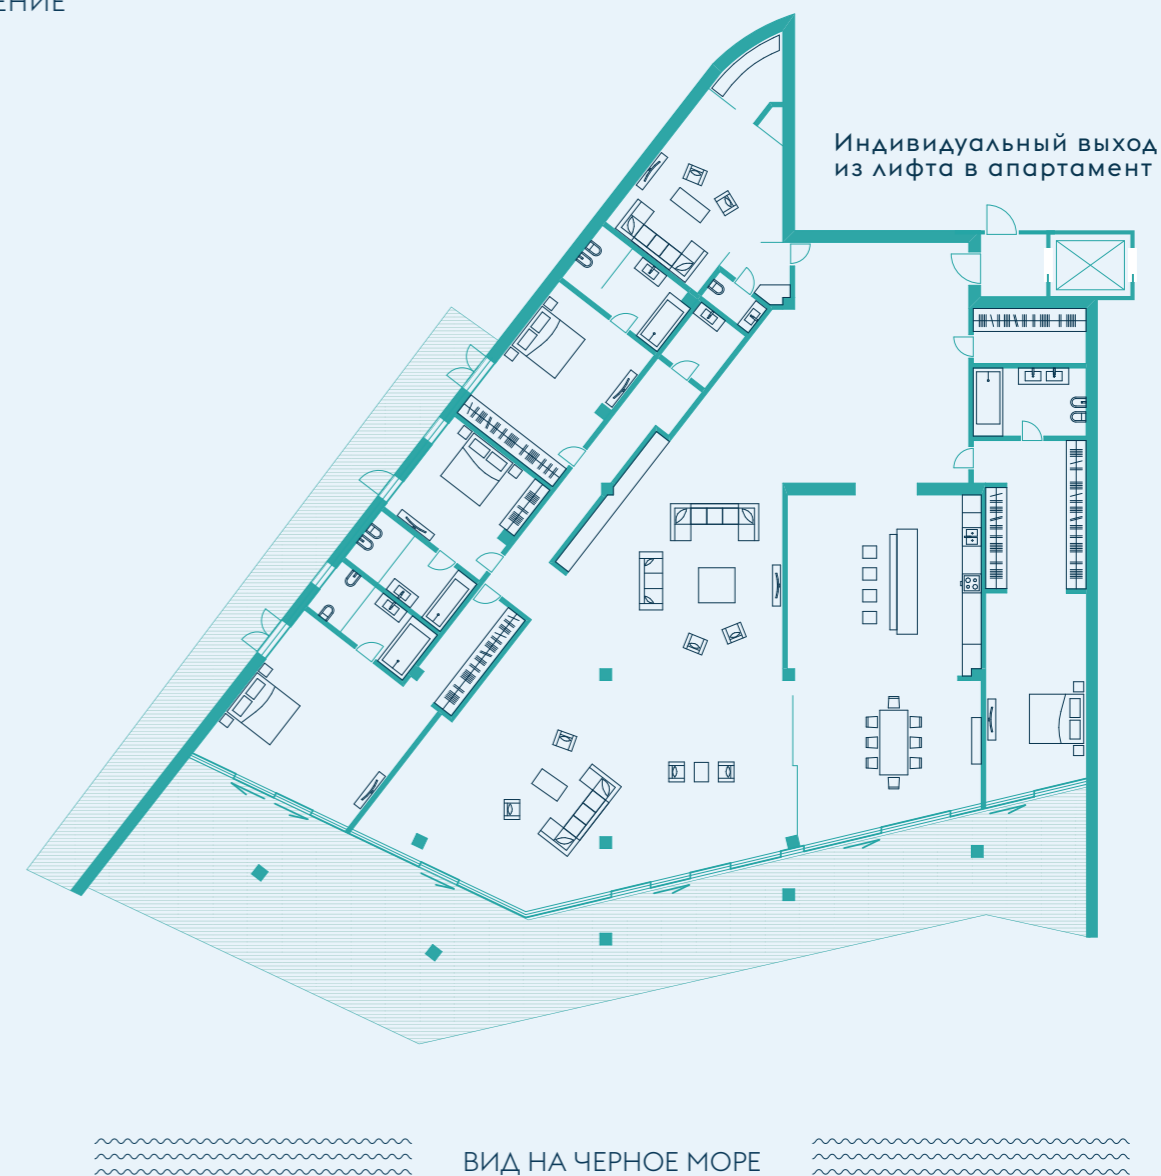 Индивидуальный выход
из лифта в апартамент
ВИД НА ЧЕРНОЕ МОРЕ